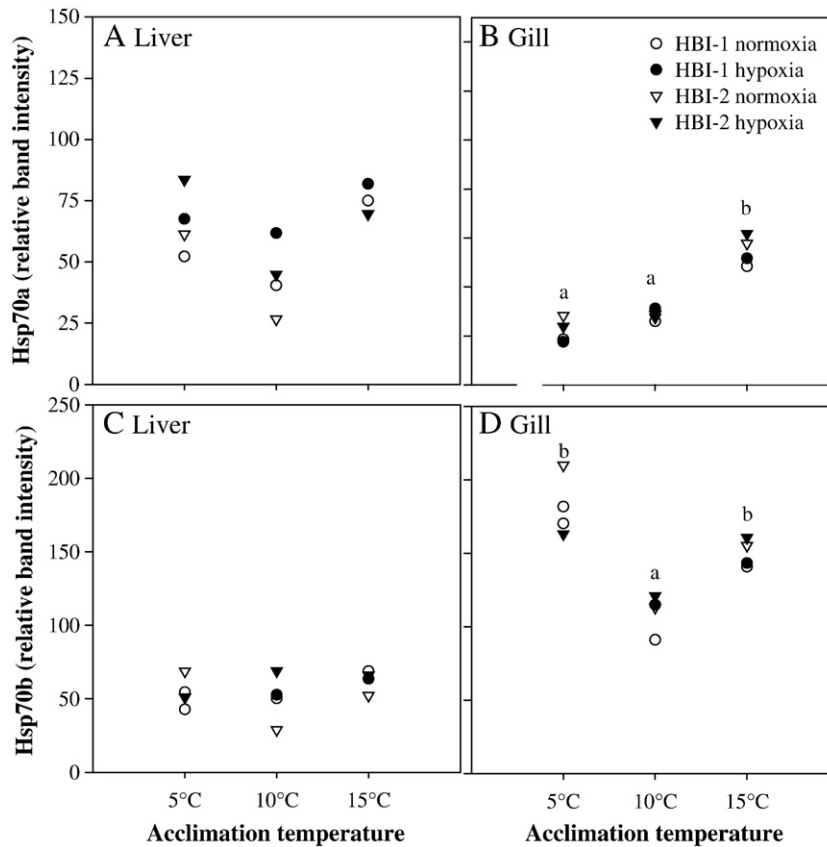 A Liver
B Gill
HBI-1 normoxia
HBI-1 hypoxia
HBI-2 normoxia
HBI-2 hypoxia
Hsp70a (relative band intensity)
150
125
100
75
50
25
0
a
a
b
C Liver
D Gill
Hsp70b (relative band intensity)
250
200
150
100
50
0
b
a
b
5°C
10°C
15°C
5°C
10°C
15°C
Acclimation temperature
Acclimation temperature